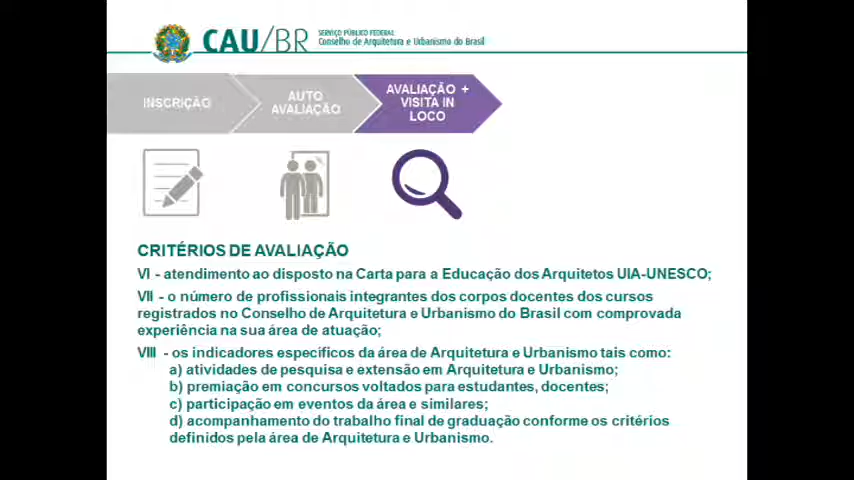 CAU/BR
SERVIÇO PÚBLICO FEDERAL
Conselho de Arquitetura e Urbanismo do Brasil
INSCRIÇÃO
AUTO
AVALIAÇÃO
AVALIAÇÃO +
VISITA IN
LOCO
CRITÉRIOS DE AVALIAÇÃO
VI - atendimento ao disposto na Carta para a Educação dos Arquitetos UIA-UNESCO;
VII - o número de profissionais integrantes dos corpos docentes dos cursos
registrados no Conselho de Arquitetura e Urbanismo do Brasil com comprovada
experiência na sua área de atuação;
VIII - os indicadores específicos da área de Arquitetura e Urbanismo tais como:
a) atividades de pesquisa e extensão em Arquitetura e Urbanismo;
b) premiação em concursos voltados para estudantes, docentes;
c) participação em eventos da área e similares;
d) acompanhamento do trabalho final de graduação conforme os critérios
definidos pela área de Arquitetura e Urbanismo.